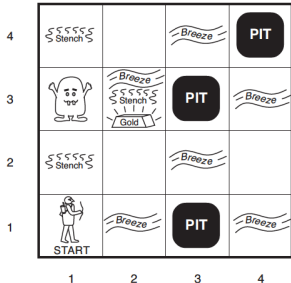 4 Stench Breeze PIT
3 Breeze PIT Breeze
Stench
Gold
2 Stench Breeze
1 Breeze PIT Breeze
START
1 2 3 4